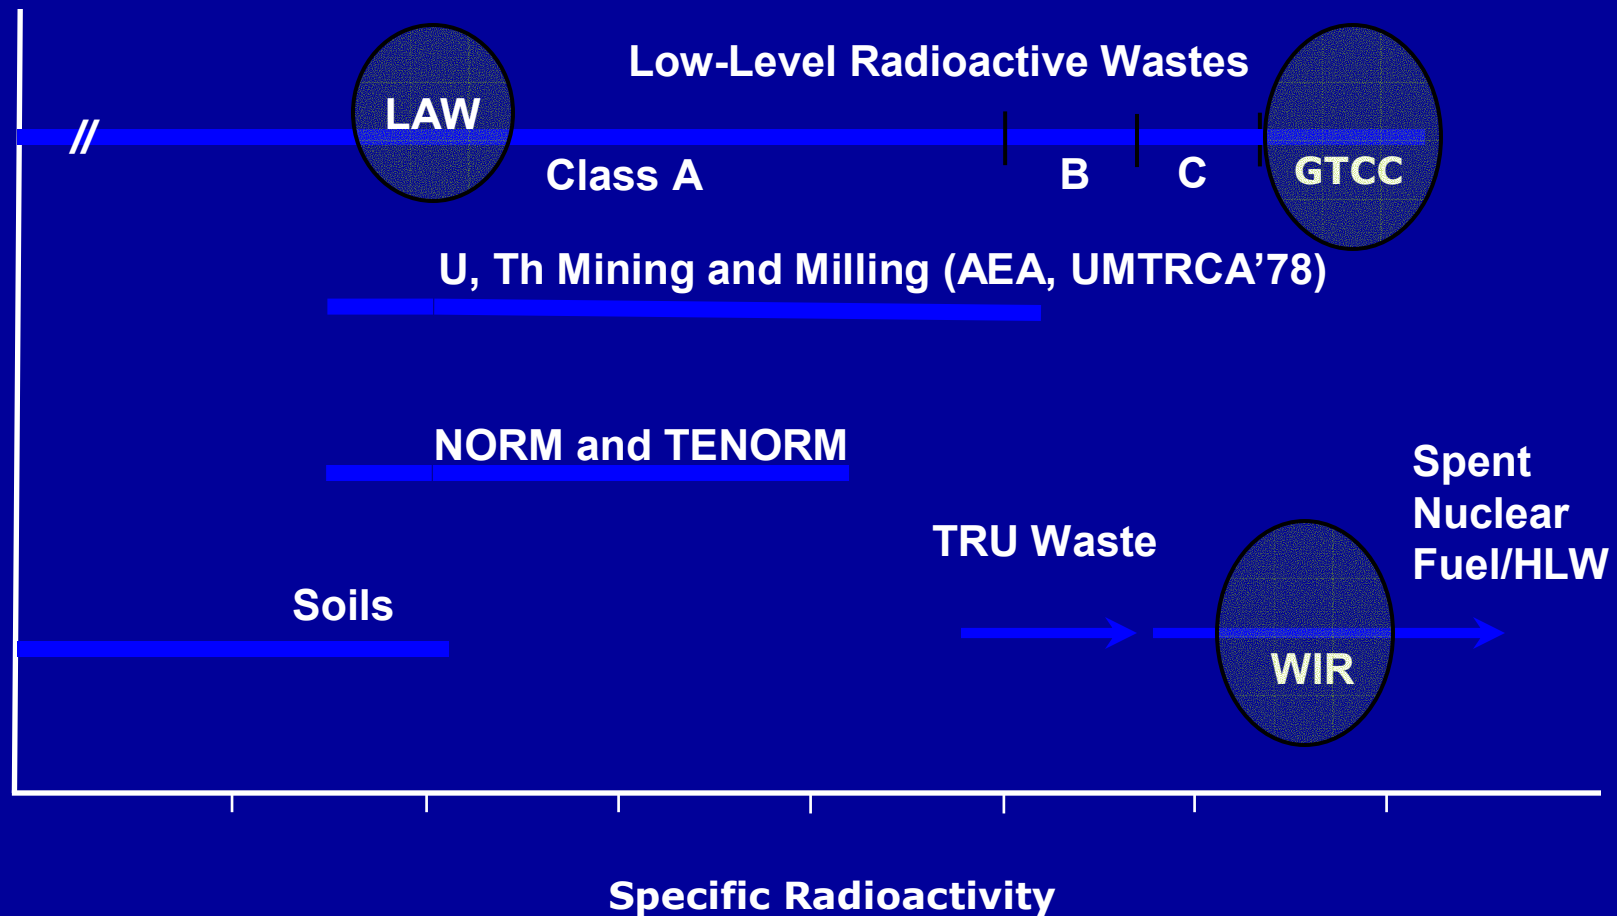 Low-Level Radioactive Wastes
LAW
//
Class A
B
C
GTCC
U, Th Mining and Milling (AEA, UMTRCA’78)
NORM and TENORM
Spent
Nuclear
Fuel/HLW
TRU Waste
Soils
WIR
Specific Radioactivity